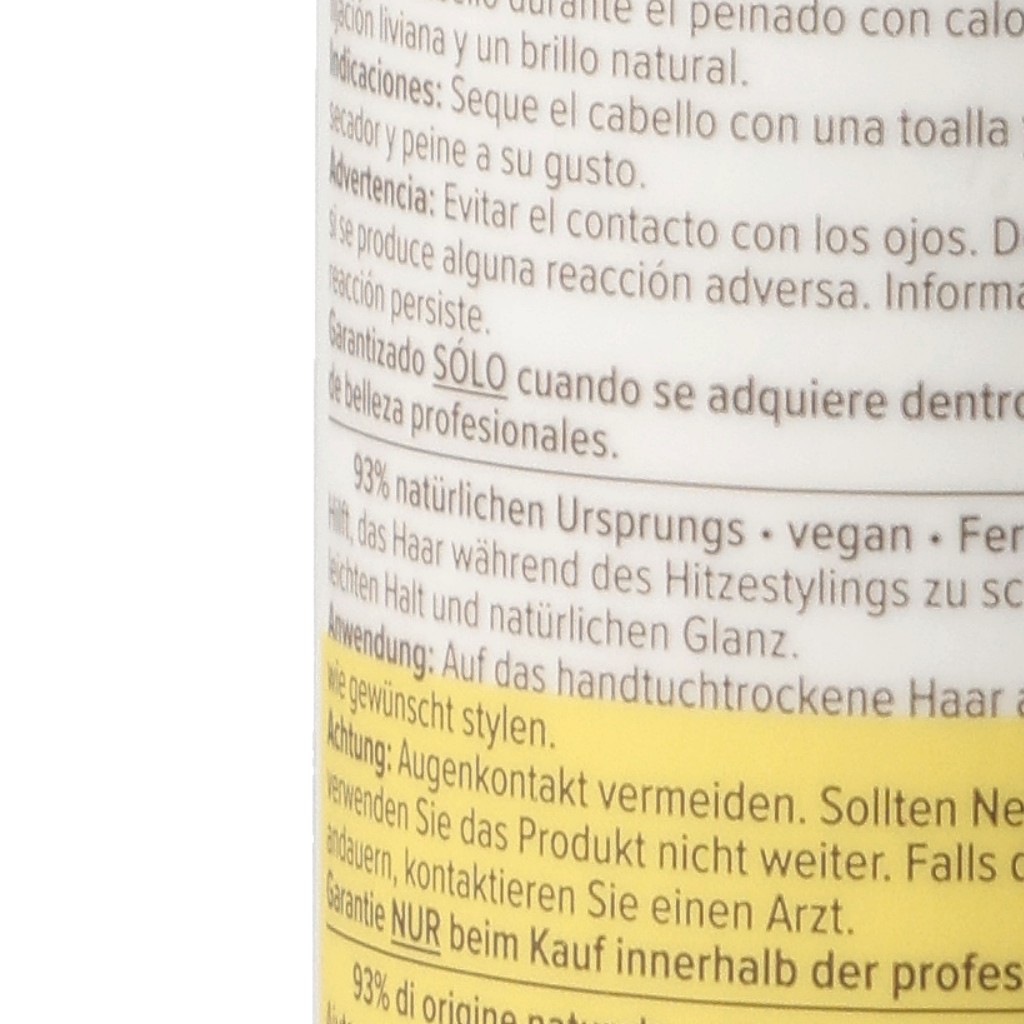 durante el peinado con calo
jación liviana y un brillo natural.
Indicaciones: Seque el cabello con una toalla
secador y peine a su gusto.
Advertencia: Evitar el contacto con los ojos. D
si se produce alguna reacción adversa. Informa
reacción persiste.
Garantizado SÓLO cuando se adquiere dentro
de belleza profesionales.
93% natürlichen Ursprungs • vegan • Fer
Hilft, das Haar während des Hitzestylings zu sc
leichten Halt und natürlichen Glanz.
Anwendung: Auf das handtuchtrockene Haar a
wie gewünscht stylen.
Achtung: Augenkontakt vermeiden. Sollten Ne
verwenden Sie das Produkt nicht weiter. Falls d
andauern, kontaktieren Sie einen Arzt.
Garantie NUR beim Kauf innerhalb der profes
93% di origine